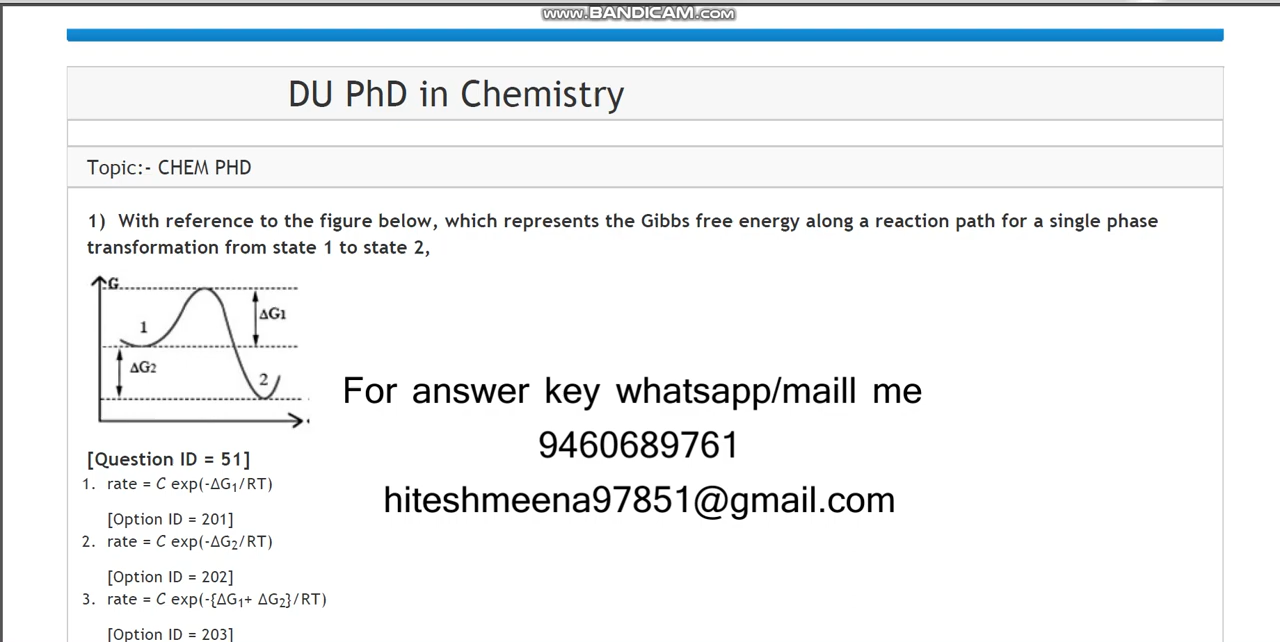 www.BANDICAM.com
DU PhD in Chemistry
Topic:- CHEM PHD
1) With reference to the figure below, which represents the Gibbs free energy along a reaction path for a single phase
transformation from state 1 to state 2,
G
ΔG1
1
ΔG2
2
For answer key whatsapp/maill me
9460689761
hiteshmeena97851@gmail.com
[Question ID = 51]
1. rate = C exp(-ΔG₁/RT)
[Option ID = 201]
2. rate = C exp(-ΔG₂/RT)
[Option ID = 202]
3. rate = C exp(-{ΔG₁+ ΔG₂}/RT)
[Option ID = 203]